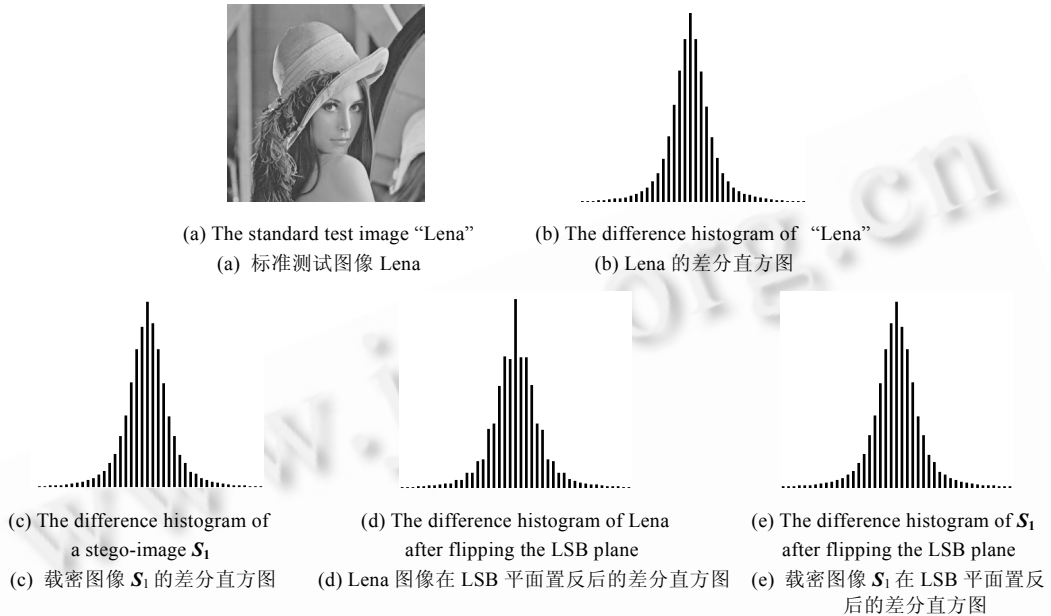 (a) The standard test image “Lena”
(a) 标准测试图像 Lena
(b) The difference histogram of “Lena”
(b) Lena 的差分直方图
(c) The difference histogram of
a stego-image S1
(c) 载密图像 S1 的差分直方图
(d) The difference histogram of Lena
after flipping the LSB plane
(d) Lena 图像在 LSB 平面置反后的差分直方图
(e) The difference histogram of S1
after flipping the LSB plane
(e) 载密图像 S1 在 LSB 平面置反
后的差分直方图